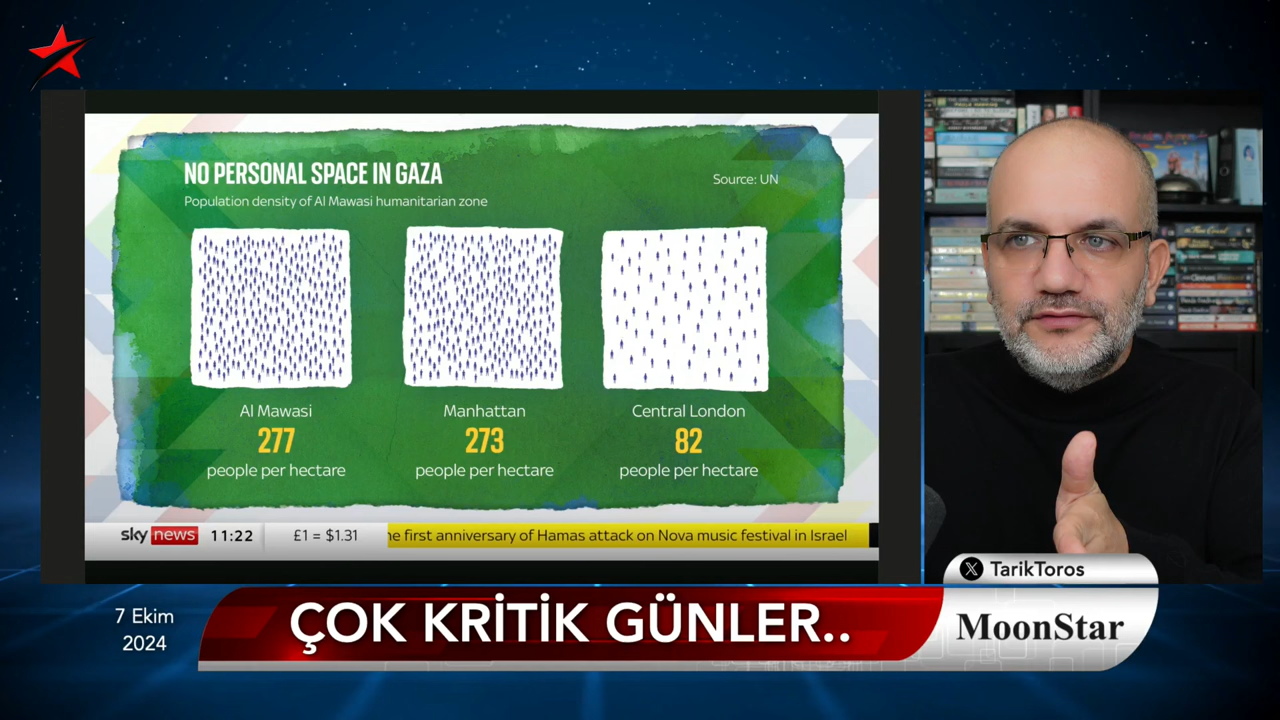 NO PERSONAL SPACE IN GAZA
Source: UN
Population density of Al Mawasi humanitarian zone
Al Mawasi
277
people per hectare
Manhattan
273
people per hectare
Central London
82
people per hectare
sky news 11:22 £1 = $1.31 he first anniversary of Hamas attack on Nova music festival in Israel
TarikToros
7 Ekim
2024
ÇOK KRİTİK GÜNLER..
MoonStar